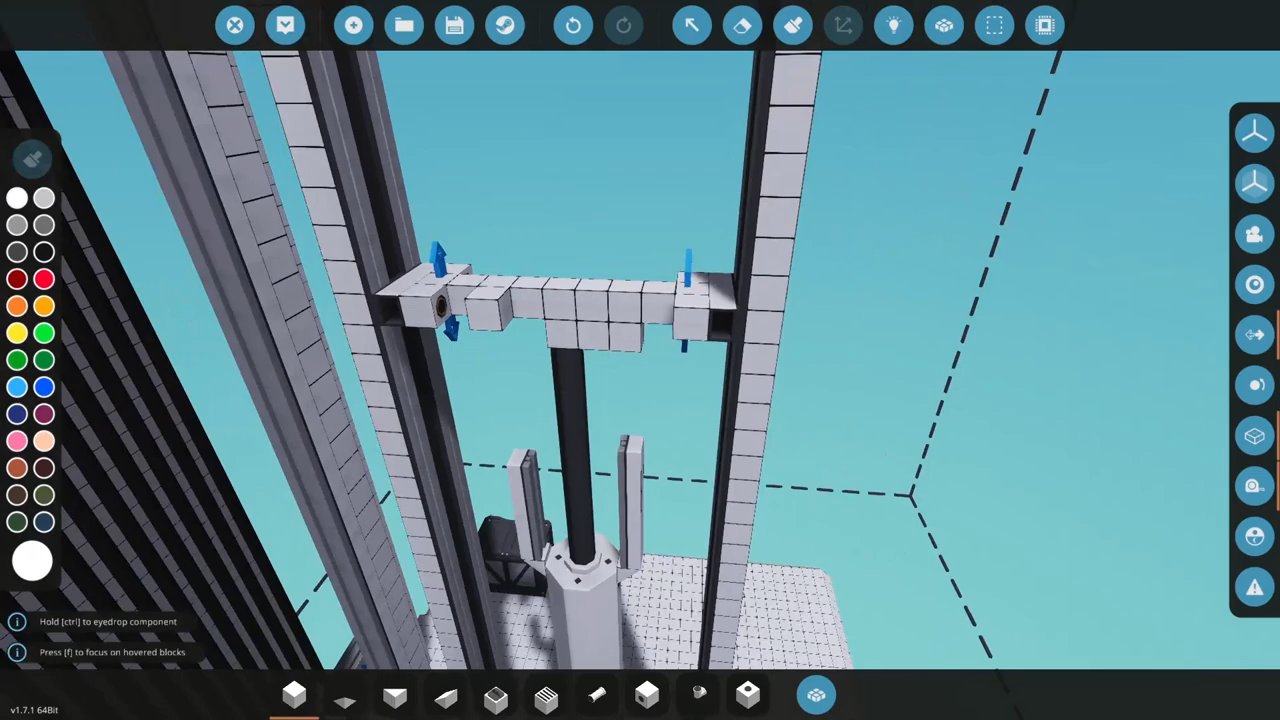 Hold [ctrl] to eyedrop component
Press [f] to focus on hovered blocks
v1.7.1 64Bit